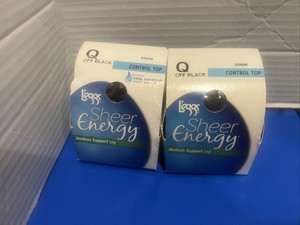 Q
OFF BLACK
CONTROL TOP
L'eggs
Sheer
Energy
Medium Support Leg
Q
OFF BLACK
CONTROL TOP
L'eggs
Sheer
Energy
Medium Support Leg